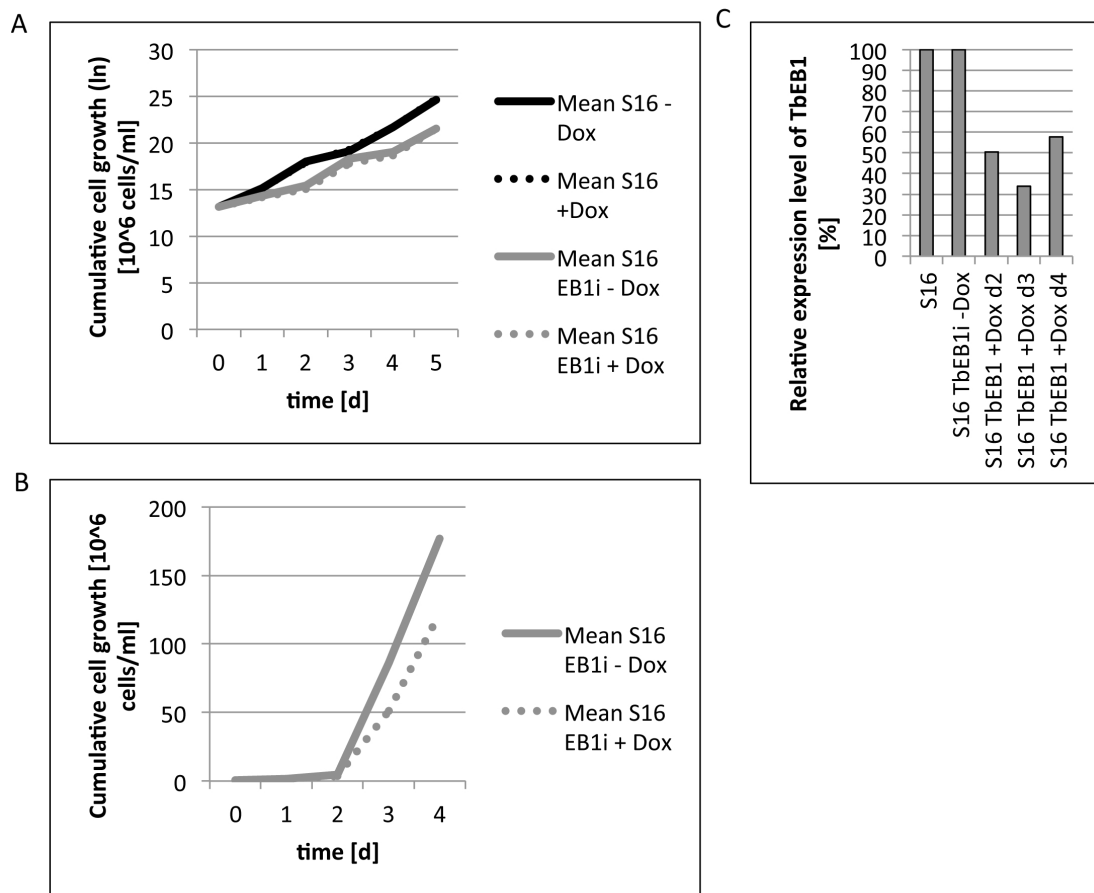 A
Cumulative cell growth (ln)
[10^6 cells/ml]
30
25
20
15
10
5
0
0 1 2 3 4 5
time [d]
Mean S16 -
Dox
Mean S16
+Dox
Mean S16
EB1i - Dox
Mean S16
EB1i + Dox
B
Cumulative cell growth [10^6
cells/ml]
200
150
100
50
0
0 1 2 3 4
time [d]
Mean S16
EB1i - Dox
Mean S16
EB1i + Dox
C
Relative expression level of TbEB1
[%]
100
90
80
70
60
50
40
30
20
10
0
S16
S16 TbEB1i -Dox
S16 TbEB1 +Dox d2
S16 TbEB1 +Dox d3
S16 TbEB1 +Dox d4